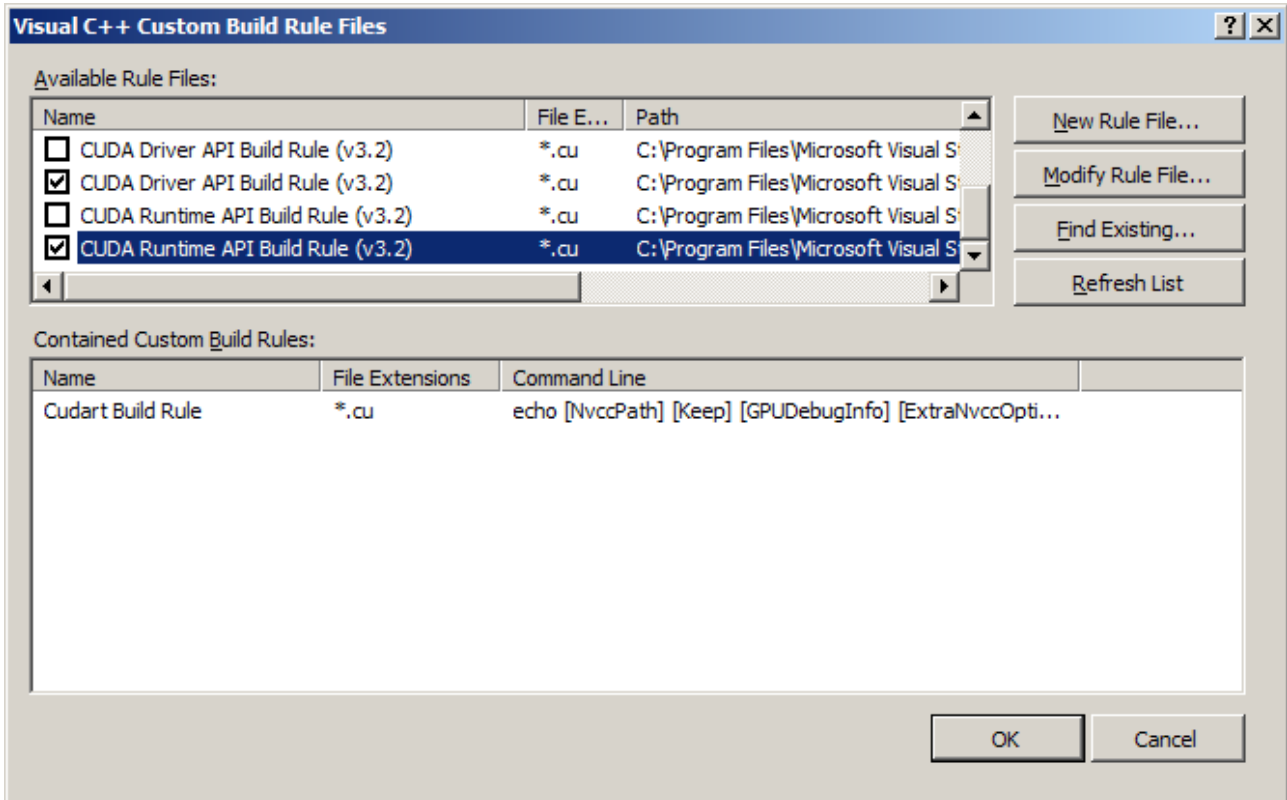 Visual C++ Custom Build Rule Files
Available Rule Files:
Name File E... Path
CUDA Driver API Build Rule (v3.2) *.cu C:\Program Files\Microsoft Visual S
CUDA Driver API Build Rule (v3.2) *.cu C:\Program Files\Microsoft Visual S
CUDA Runtime API Build Rule (v3.2) *.cu C:\Program Files\Microsoft Visual S
CUDA Runtime API Build Rule (v3.2) *.cu C:\Program Files\Microsoft Visual S
New Rule File...
Modify Rule File...
Find Existing...
Refresh List
Contained Custom Build Rules:
Name File Extensions Command Line
Cudart Build Rule *.cu echo [NvccPath] [Keep] [GPUDebugInfo] [ExtraNvccOpti...
OK Cancel